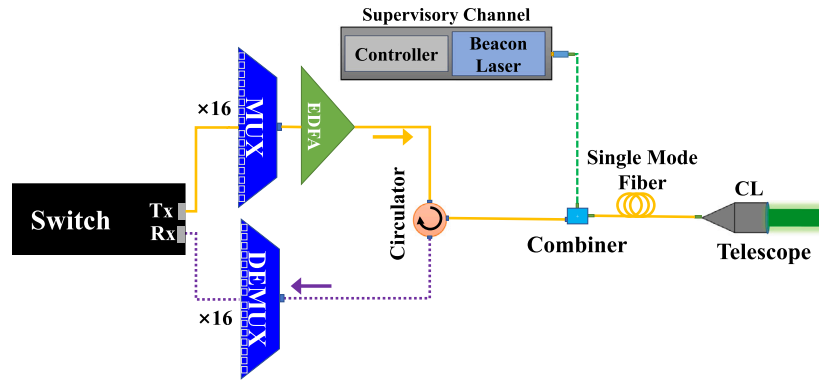 Supervisory Channel
Controller
Beacon
Laser
×16
MUX
EDFA
Single Mode
Fiber
CL
Switch
Tx
Rx
Circulator
Combiner
Telescope
×16
DEMUX